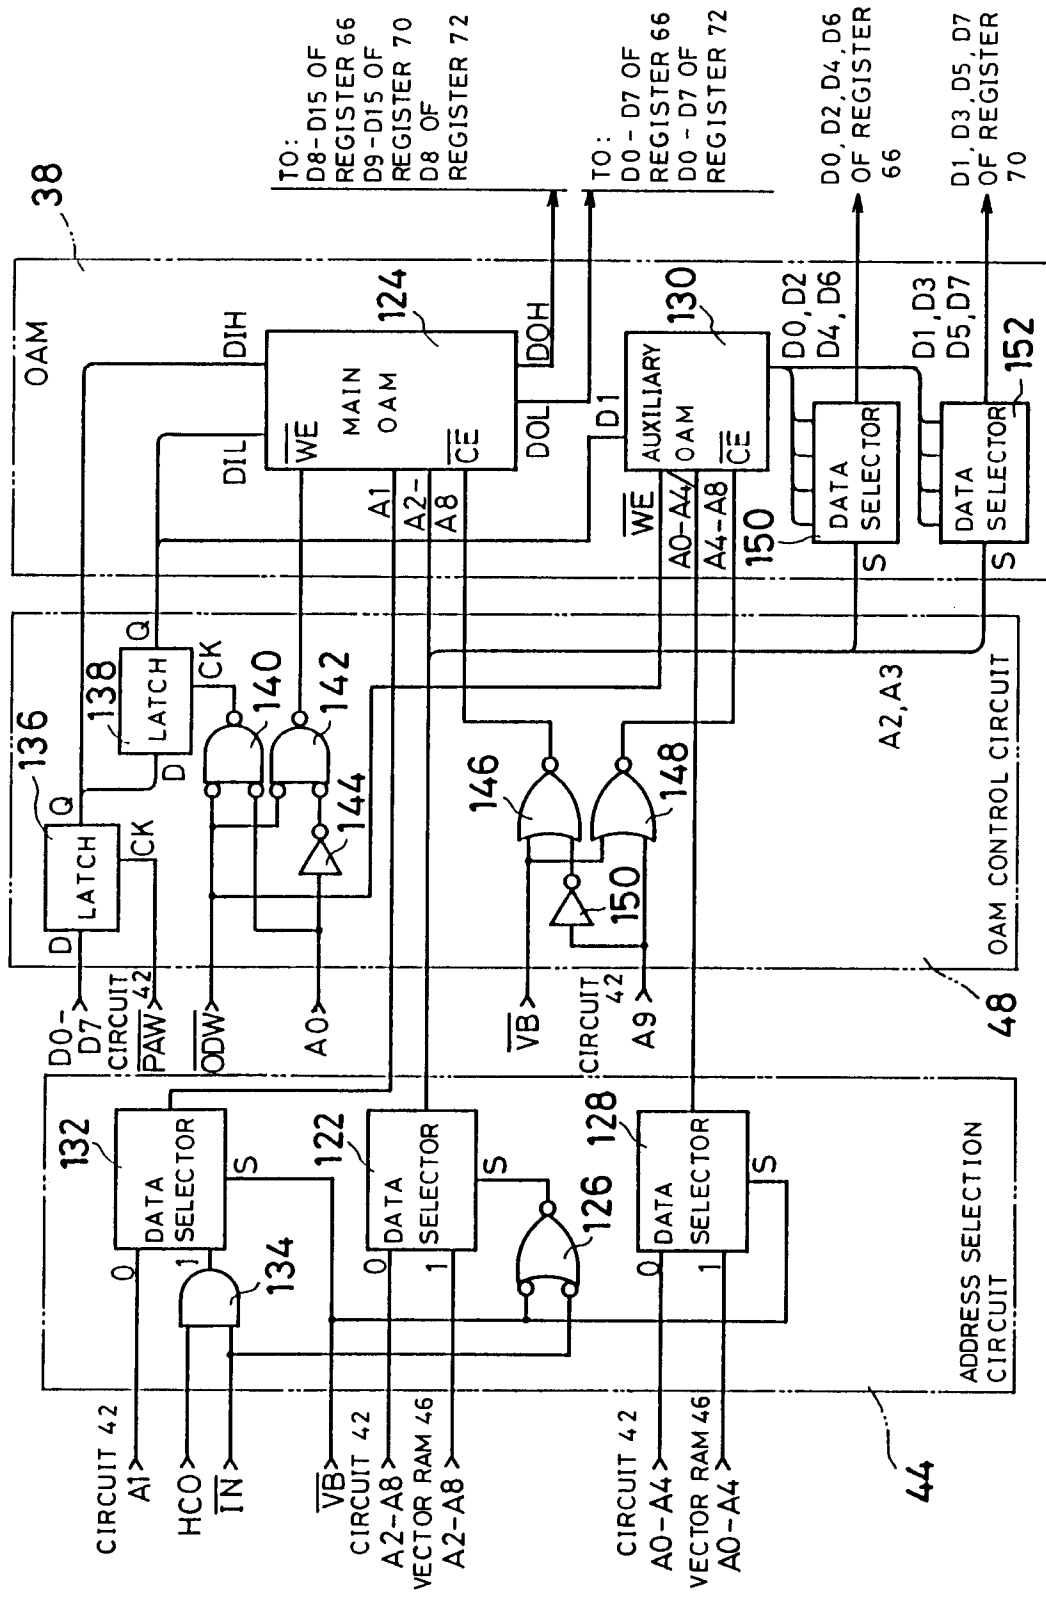 CIRCUIT 42
A1
HC0
IN
VB
CIRCUIT 42
A2-A8
VECTOR RAM 46
A2-A8
CIRCUIT 42
A0-A4
VECTOR RAM 46
A0-A4
44
132
0
1
DATA
SELECTOR
S
134
122
0
1
DATA
SELECTOR
S
126
128
0
1
DATA
SELECTOR
S
ADDRESS SELECTION
CIRCUIT
D0-
D7
CIRCUIT
42
PAW
ODW
A0
VB
CIRCUIT
42
A9
48
136
D
LATCH
Q
CK
138
D
LATCH
Q
CK
140
142
144
146
148
150
A2, A3
OAM CONTROL CIRCUIT
38
OAM
DIL
DIH
WE
MAIN
OAM
124
A1
A2-
A8
CE
DOL
DOH
D1
WE
AUXILIARY
OAM
130
A0-A4
A4-A8
CE
150
DATA
SELECTOR
S
D0, D2
D4, D6
DATA
SELECTOR
S
D1, D3
D5, D7
152
TO:
D8-D15 OF
REGISTER 66
D9-D15 OF
REGISTER 70
D8 OF
REGISTER 72
TO:
D0-D7 OF
REGISTER 66
D0-D7 OF
REGISTER 72
D0, D2, D4, D6
OF REGISTER
66
D1, D3, D5, D7
OF REGISTER
70